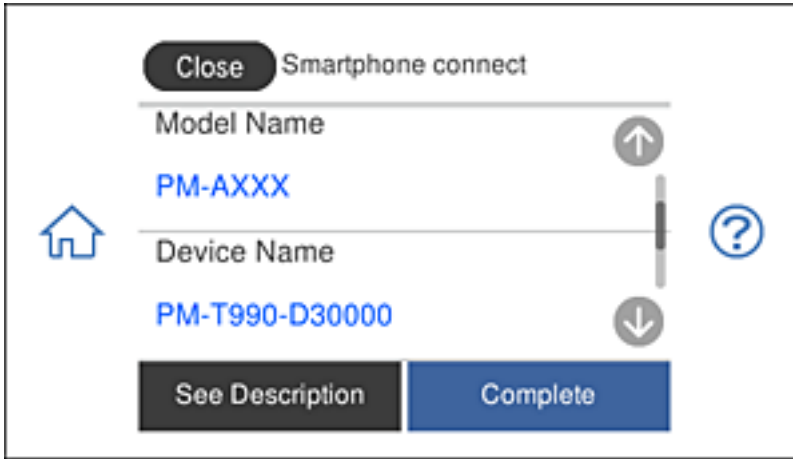 Close Smartphone connect
Model Name
PM-AXXX
Device Name
PM-T990-D30000
See Description Complete